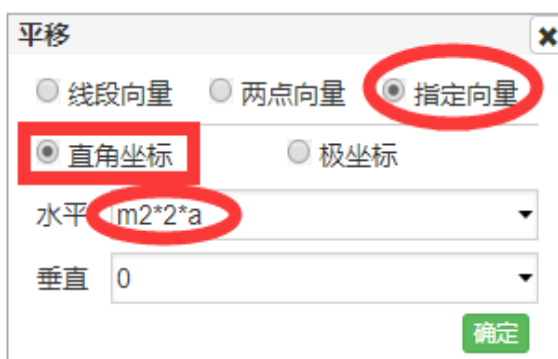 平移
线段向量 两点向量 指定向量
直角坐标 极坐标
水平 m2*2*a
垂直 0
确定